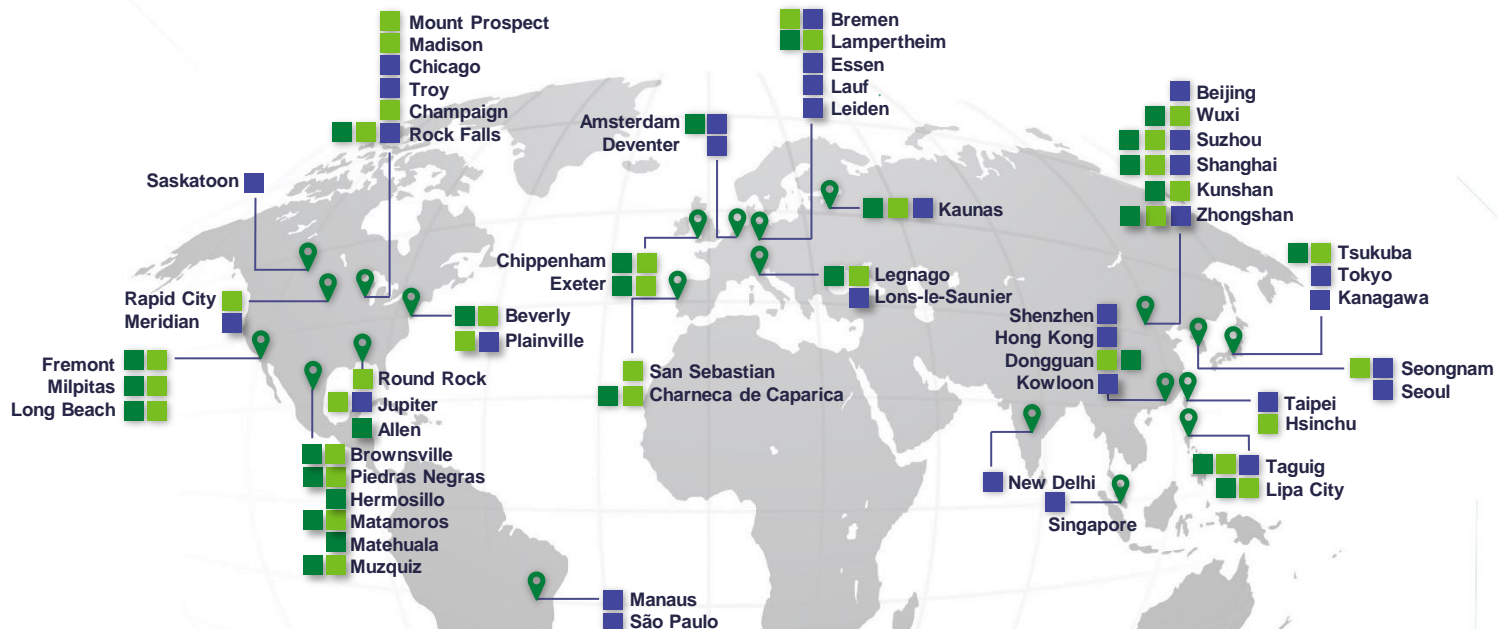 Mount Prospect
Madison
Chicago
Troy
Champaign
Rock Falls
Saskatoon
Rapid City
Meridian
Fremont
Milpitas
Long Beach
Beverly
Plainville
Round Rock
Jupiter
Allen
Brownsville
Piedras Negras
Hermosillo
Matamoros
Matehuala
Muzquiz
Manaus
São Paulo
Amsterdam
Deventer
Bremen
Lampertheim
Essen
Lauf
Leiden
Kaunas
Chippenham
Exeter
Legnago
Lons-le-Saunier
San Sebastian
Charneca de Caparica
Beijing
Wuxi
Suzhou
Shanghai
Kunshan
Zhongshan
Tsukuba
Tokyo
Kanagawa
Shenzhen
Hong Kong
Dongguan
Kowloon
Seongnam
Seoul
Taipei
Hsinchu
Taguig
Lipa City
New Delhi
Singapore